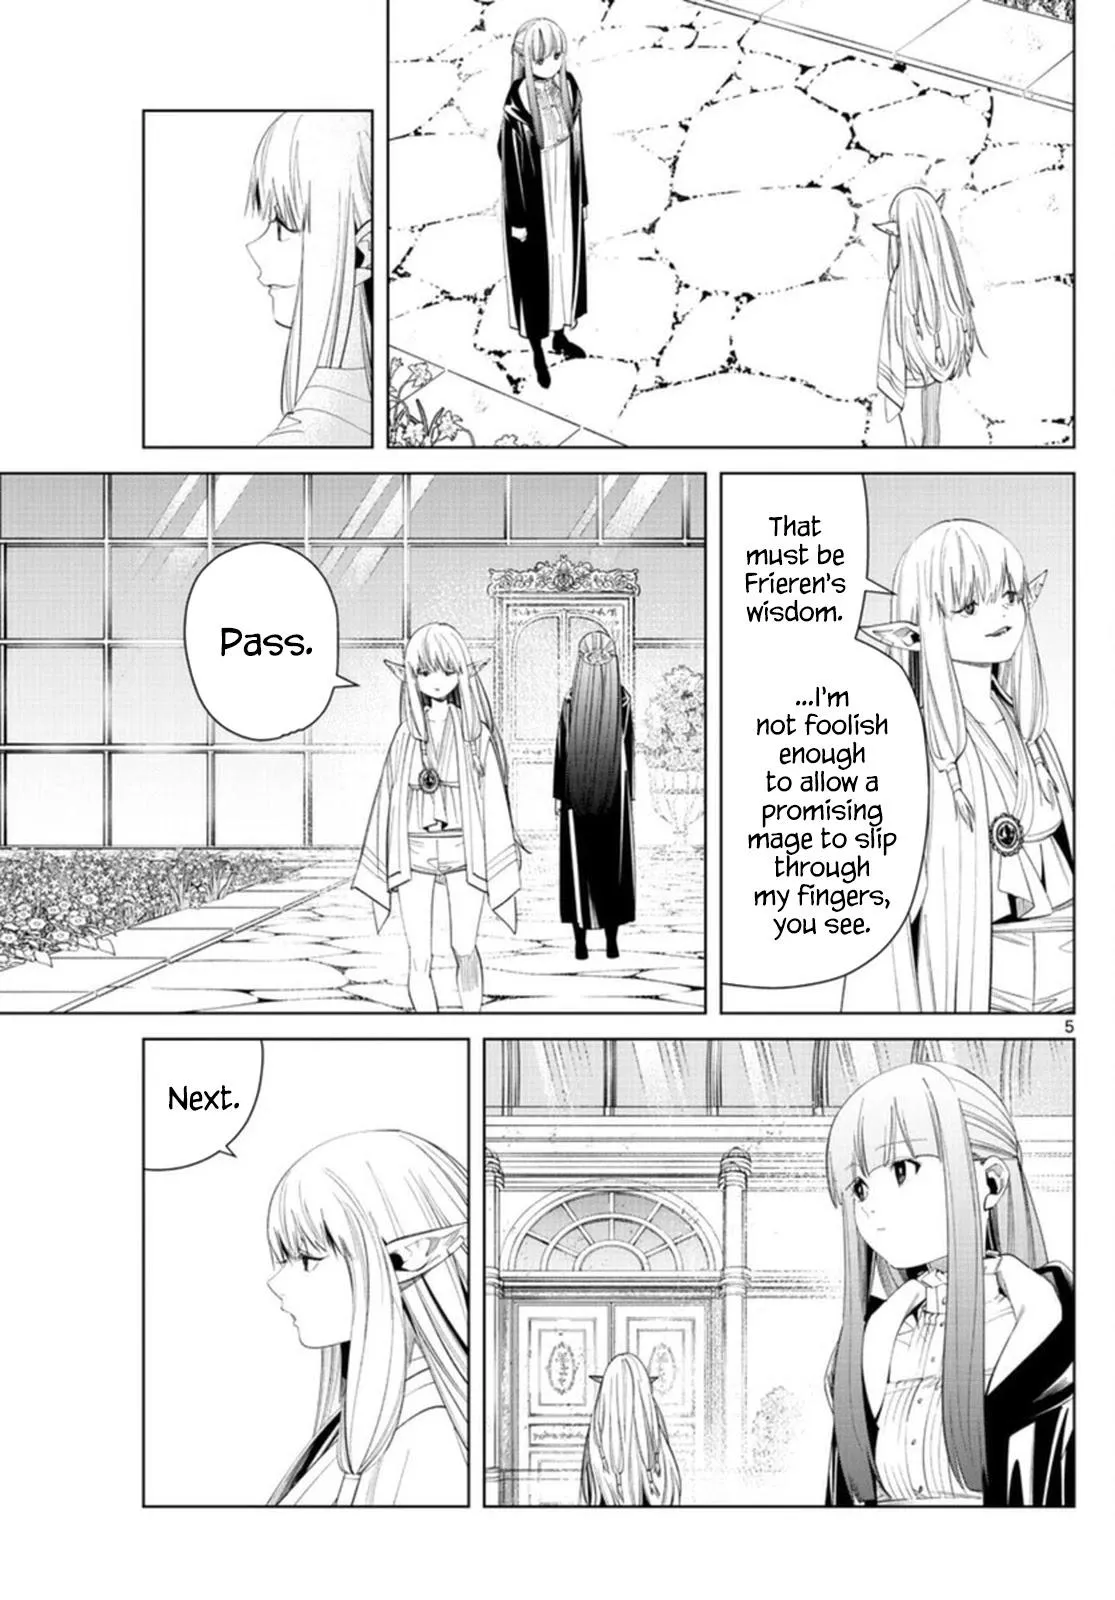 That
must be
Frieren's
wisdom.
...I'm
not foolish
enough
to allow a
promising
mage to slip
through
my fingers,
you see.
Pass.
5
Next.